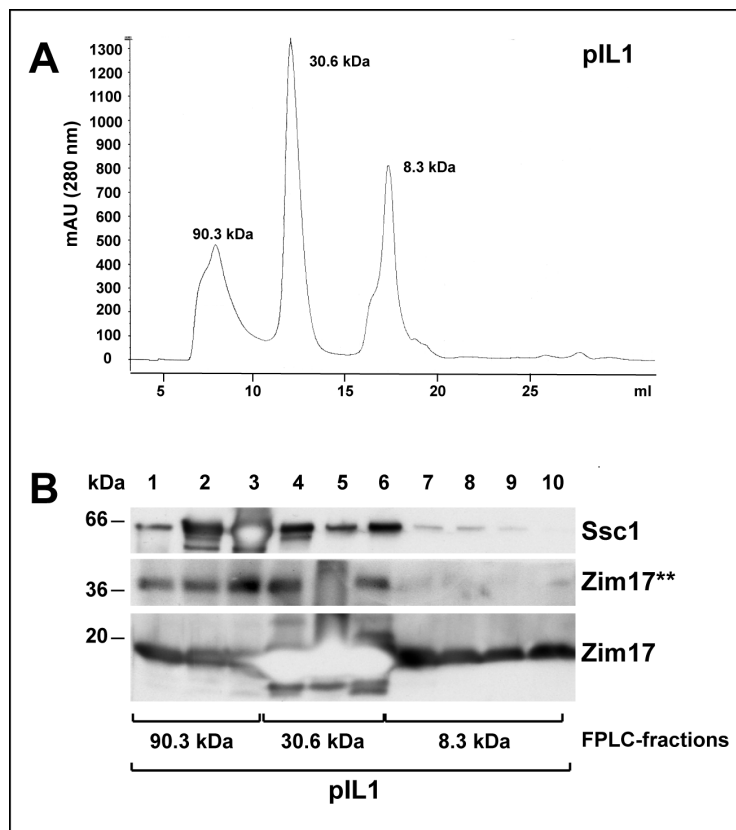 A
pIL1
1300
1200
1100
1000
900
800
700
600
500
400
300
200
100
0
mAU (280 nm)
90.3 kDa
30.6 kDa
8.3 kDa
5 10 15 20 25 ml
B
kDa 1 2 3 4 5 6 7 8 9 10
66
Ssc1
36
Zim17**
20
Zim17
90.3 kDa 30.6 kDa 8.3 kDa FPLC-fractions
pIL1